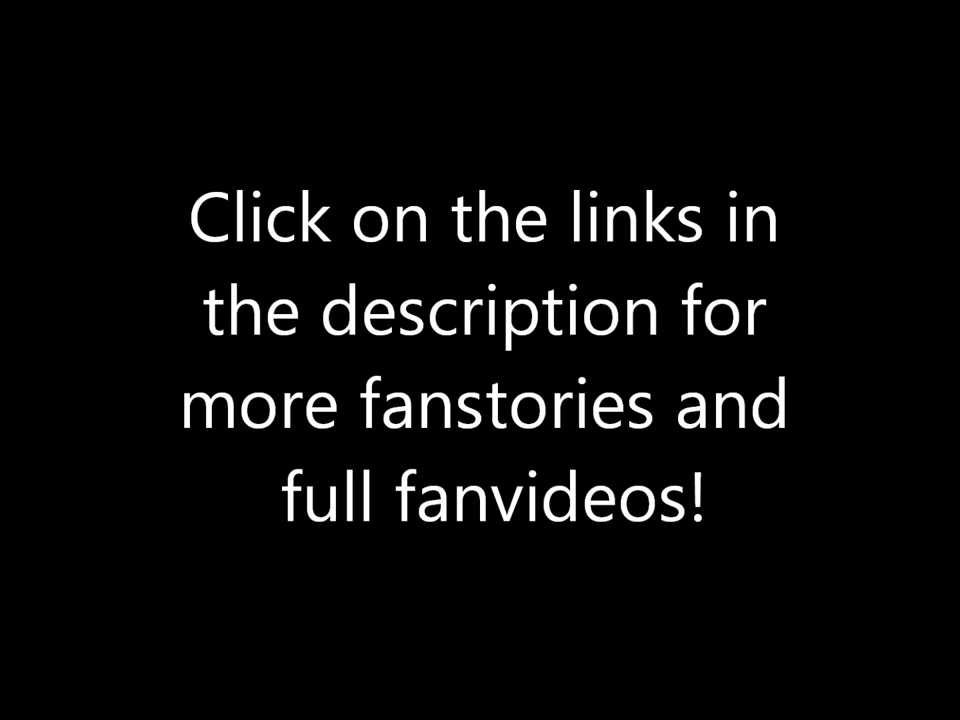 Click on the links in
the description for
more fanstories and
full fanvideos!